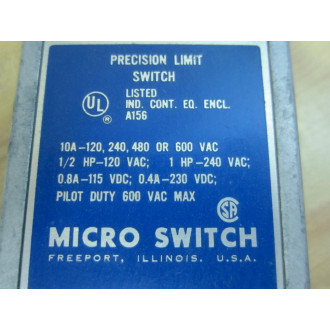 PRECISION LIMIT
SWITCH
UL
LISTED
IND. CONT. EQ. ENCL.
A156
10A-120, 240, 480 OR 600 VAC
1/2 HP-120 VAC; 1 HP-240 VAC;
0.8A-115 VDC; 0.4A-230 VDC;
PILOT DUTY 600 VAC MAX
SA
MICRO SWITCH
FREEPORT, ILLINOIS. U.S.A.